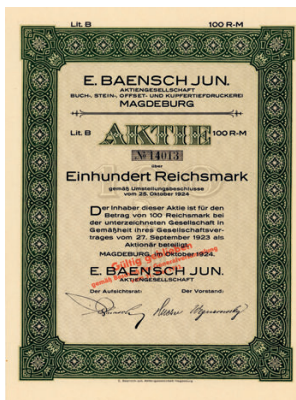 Lit. B 100 R-M
E. BAENSCH JUN.
AKTIENGESELLSCHAFT
BUCH-, STEIN-, OFFSET- UND KUPFERTIEFDRUCKEREI
MAGDEBURG
Lit. B AKTIE 100 R-M
№ 14013
über
Einhundert Reichsmark
gemäß Umstellungsbeschlusse
vom 25. Oktober 1924
Der Inhaber dieser Aktie ist für den
Betrag von 100 Reichsmark bei
der unterzeichneten Gesellschaft in
Gemäßheit ihres Gesellschaftsver-
trages vom 27. September 1923 als
Aktionär beteiligt.
MAGDEBURG, im Oktober 1924.
Gültig geblieben
gemäß
E. BAENSCH JUN.
AKTIENGESELLSCHAFT
Der Aufsichtsrat: Der Vorstand: